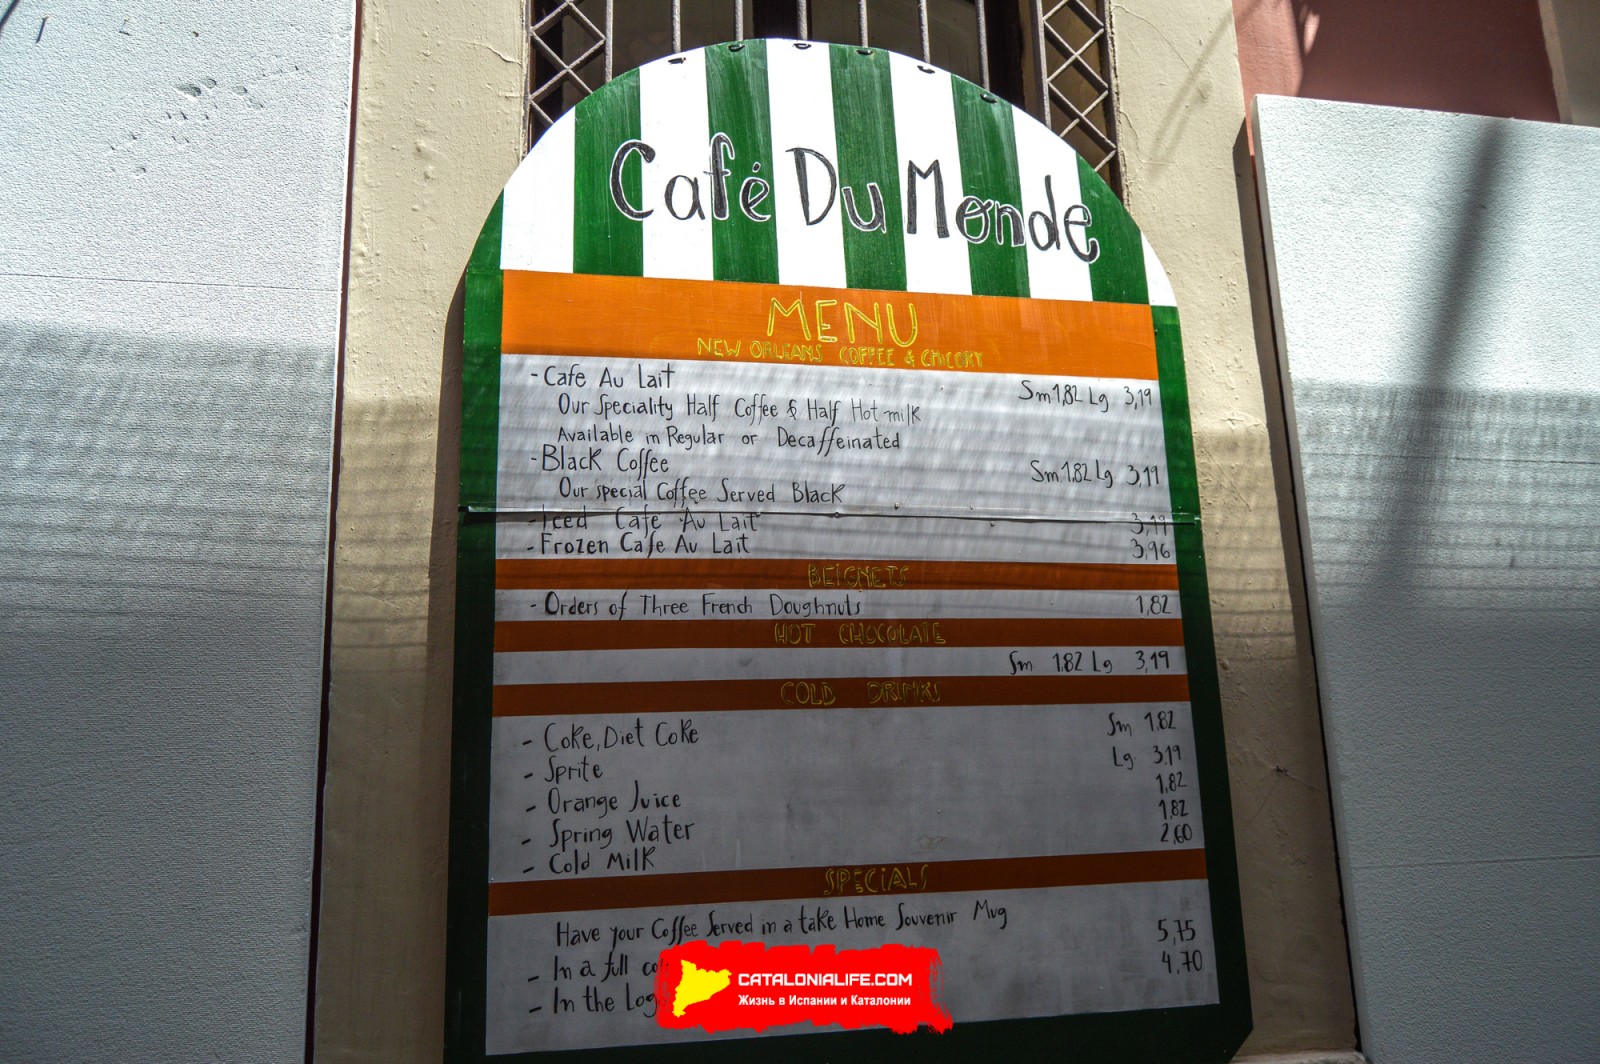 Café Du Monde
MENU
NEW ORLEANS COFFEE & CHICORY
- Cafe Au Lait Sm 1,82 Lg 3,19
Our Speciality Half Coffee & Half Hot milk
Available in Regular or Decaffeinated
- Black Coffee Sm 1,82 Lg 3,19
Our special Coffee Served Black
- Iced Cafe Au Lait 3,19
- Frozen Cafe Au Lait 3,96
BEIGNETS
- Orders of Three French Doughnuts 1,82
HOT CHOCOLATE
Sm 1,82 Lg 3,19
COLD DRINKS
- Coke, Diet Coke Sm 1.82
- Sprite Lg 3,19
- Orange Juice 1,82
- Spring Water 1,82
- Cold Milk 2,60
SPECIALS
Have your Coffee Served in a take Home Souvenir Mug
- In a full 5,75
- In the 4,70
CATALONIALIFE.COM
Жизнь в Испании и Каталонии